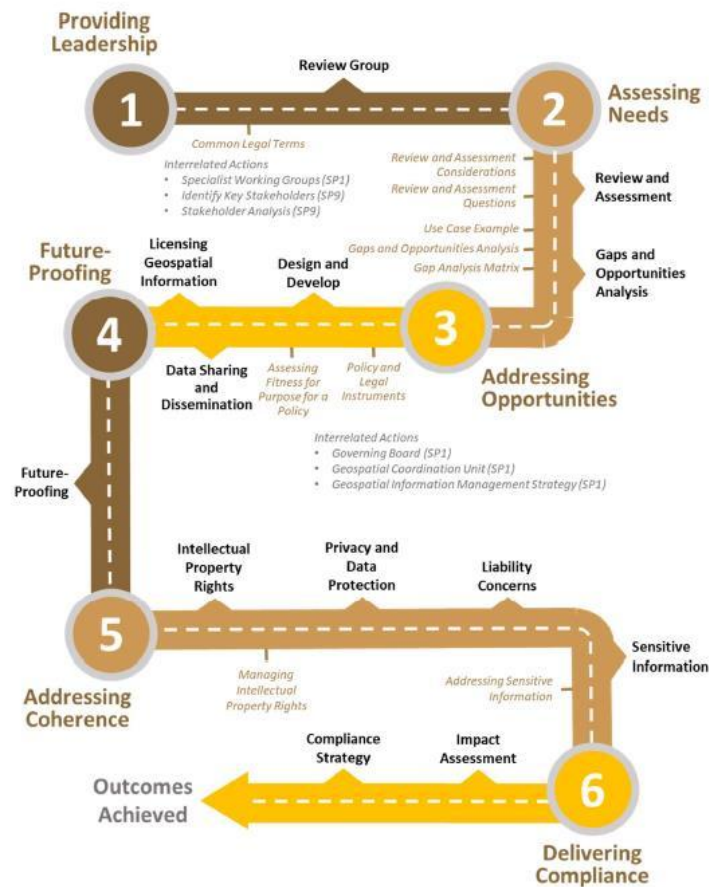 Providing
Leadership
1
Review Group
2
Assessing
Needs
Common Legal Terms
Interrelated Actions
• Specialist Working Groups (SP1)
• Identify Key Stakeholders (SP9)
• Stakeholder Analysis (SP9)
Review and Assessment
Considerations
Review and Assessment
Questions
Use Case Example
Gaps and Opportunities Analysis
Gap Analysis Matrix
Review and
Assessment
Gaps and
Opportunities
Analysis
Future-
Proofing
4
Licensing
Geospatial
Information
Design and
Develop
3
Addressing
Opportunities
Data Sharing
and
Dissemination
Assessing
Fitness for
Purpose for a
Policy
Policy and
Legal
Instruments
Interrelated Actions
• Governing Board (SP1)
• Geospatial Coordination Unit (SP1)
• Geospatial Information Management Strategy (SP1)
Future-
Proofing
5
Addressing
Coherence
Intellectual
Property
Rights
Privacy and
Data
Protection
Liability
Concerns
Sensitive
Information
Managing
Intellectual
Property Rights
Addressing Sensitive
Information
Compliance
Strategy
Impact
Assessment
6
Delivering
Compliance
Outcomes
Achieved